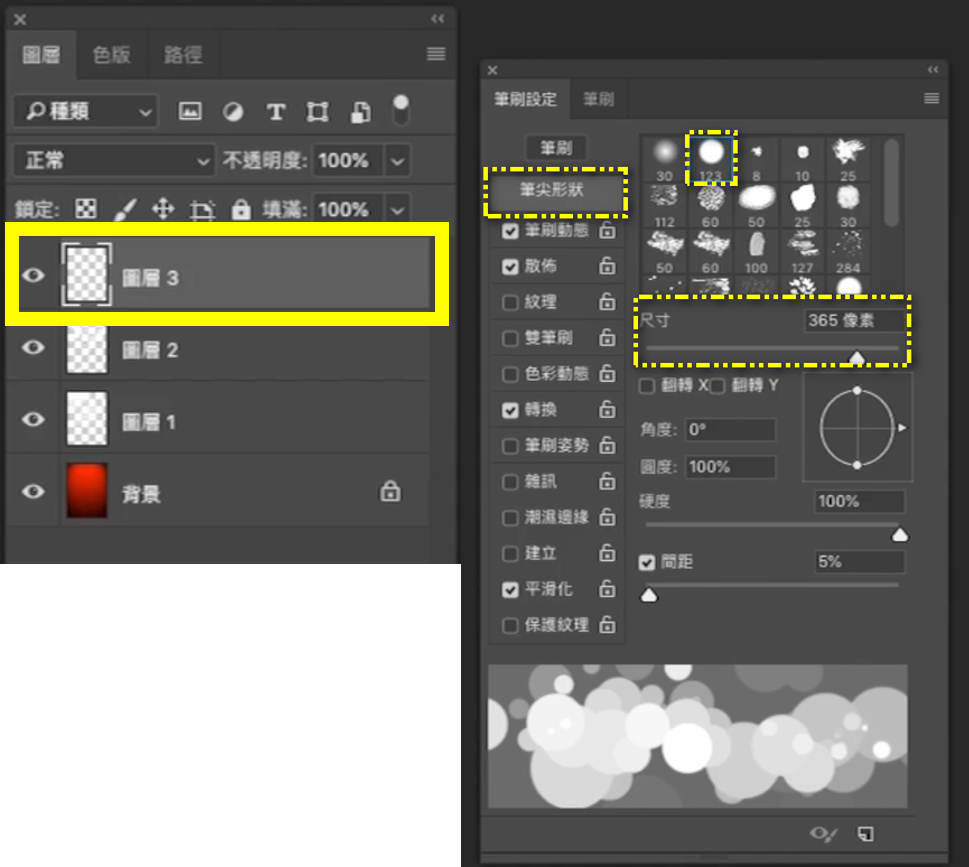 圖層 色版 路徑
種類
正常 不透明度: 100%
鎖定: 填滿: 100%
圖層 3
圖層 2
圖層 1
背景
筆刷設定 筆刷
筆刷
筆尖形狀
筆刷動態
散佈
紋理
雙筆刷
色彩動態
轉換
筆刷姿勢
雜訊
潮濕邊緣
建立
平滑化
保護紋理
30 123 8 10 25
112 60 50 25 30
50 60 100 127 284
尺寸 365 像素
翻轉 X 翻轉 Y
角度: 0°
圓度: 100%
硬度 100%
間距 5%